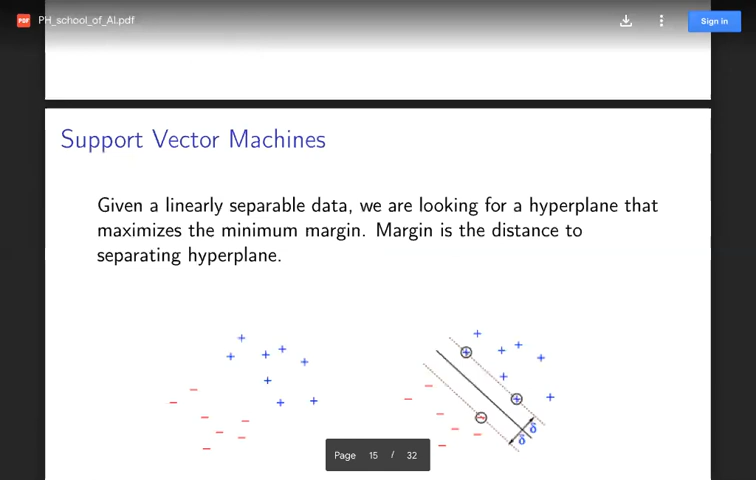 PDF PH_school_of_AI.pdf
Sign in
Support Vector Machines
Given a linearly separable data, we are looking for a hyperplane that
maximizes the minimum margin. Margin is the distance to
separating hyperplane.
δ
δ
Page 15 / 32